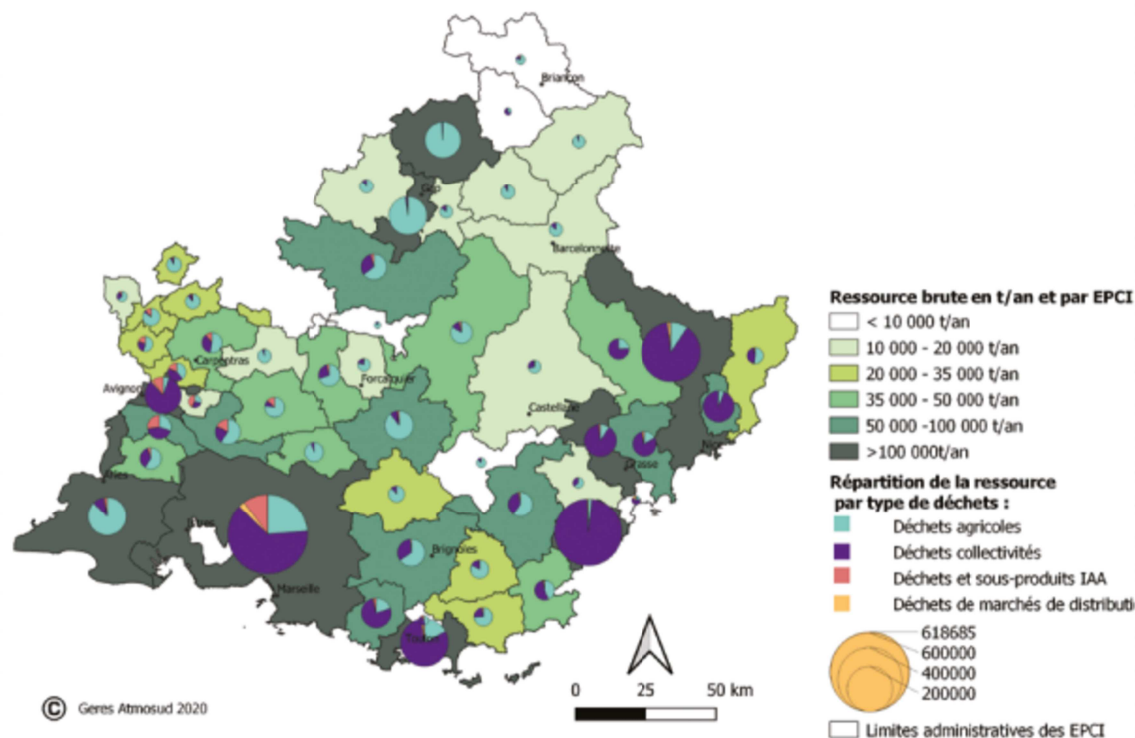 Briançon
Gap
Barcelonnette
Carpentras
Avignon
Forcalquier
Castellane
Nice
Grasse
Arles
Istres
Brignoles
Marseille
Toulon
Ressource brute en t/an et par EPCI
< 10 000 t/an
10 000 - 20 000 t/an
20 000 - 35 000 t/an
35 000 - 50 000 t/an
50 000 -100 000 t/an
>100 000t/an
Répartition de la ressource
par type de déchets :
Déchets agricoles
Déchets collectivités
Déchets et sous-produits IAA
Déchets de marchés de distributi
618685
600000
400000
200000
Limites administratives des EPCI
0 25 50 km
© Geres Atmosud 2020